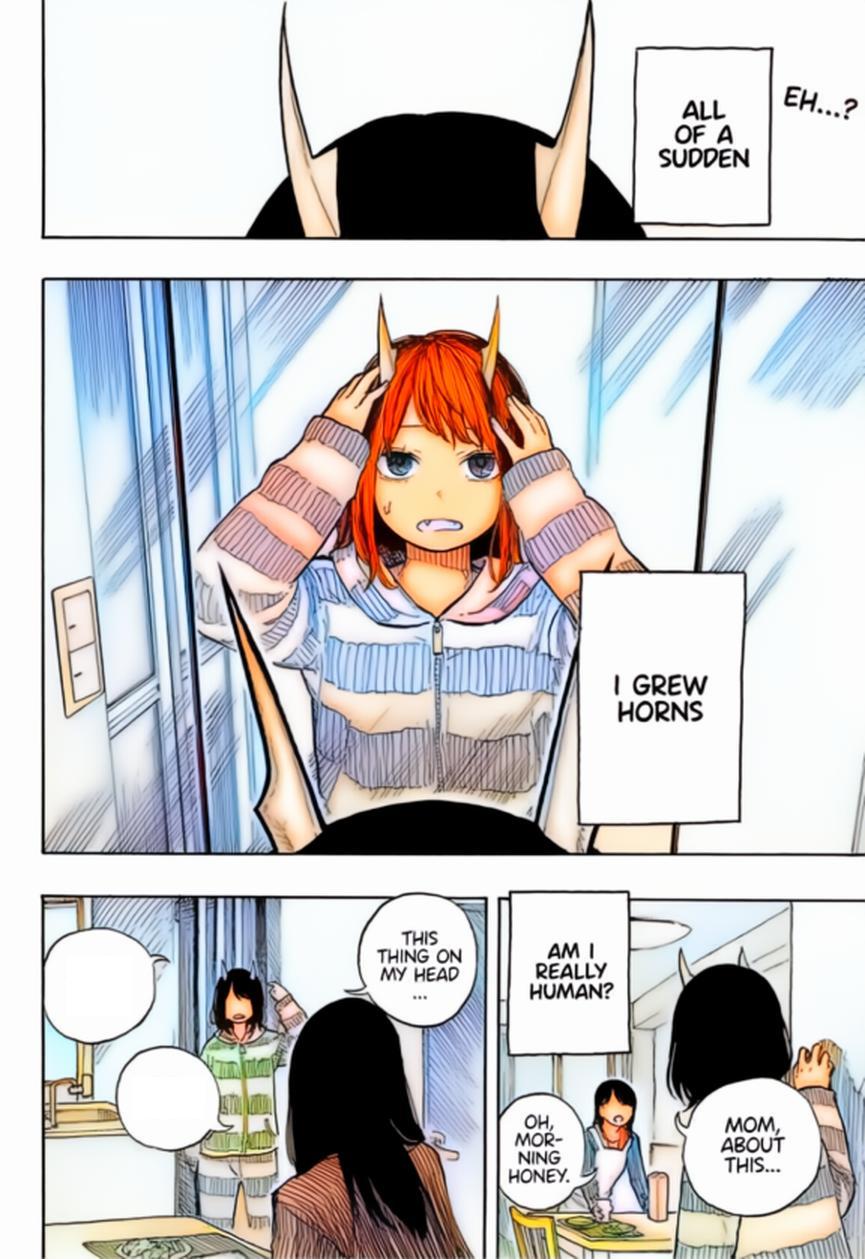 EH...?
ALL
OF A
SUDDEN
I GREW
HORNS
AM I
REALLY
HUMAN?
MOM,
ABOUT
THIS...
OH,
MOR-
NING
HONEY.
THIS
THING ON
MY HEAD
...